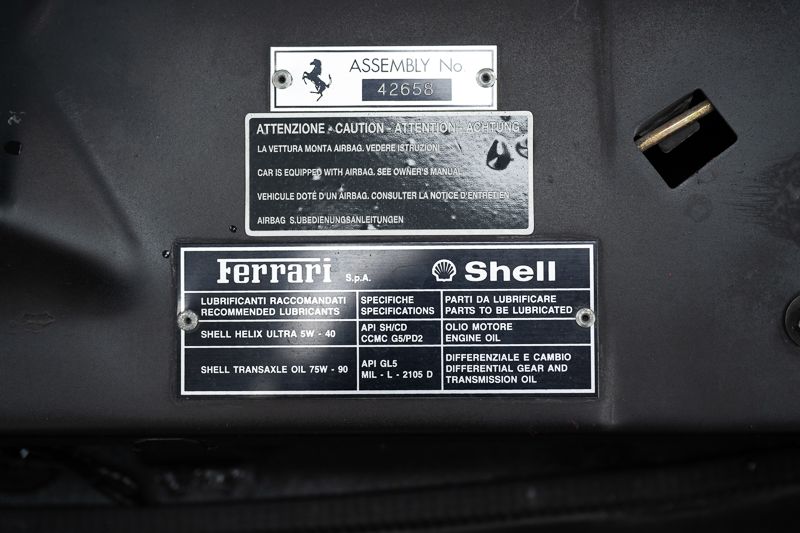 ASSEMBLY No.
42658
ATTENZIONE - CAUTION - ATTENTION - ACHTUNG
LA VETTURA MONTA AIRBAG. VEDERE ISTRUZIONI
CAR IS EQUIPPED WITH AIRBAG. SEE OWNER'S MANUAL
VEHICULE DOTÉ D'UN AIRBAG. CONSULTER LA NOTICE D'ENTRETIEN
AIRBAG S.UBEDIENUNGSANLEITUNGEN
Ferrari S.p.A. Shell
LUBRIFICANTI RACCOMANDATI SPECIFICHE PARTI DA LUBRIFICARE
RECOMMENDED LUBRICANTS SPECIFICATIONS PARTS TO BE LUBRICATED
SHELL HELIX ULTRA 5W - 40
API SH/CD
CCMC G5/PD2
OLIO MOTORE
ENGINE OIL
SHELL TRANSAXLE OIL 75W - 90
API GL5
MIL - L - 2105 D
DIFFERENZIALE E CAMBIO
DIFFERENTIAL GEAR AND
TRANSMISSION OIL